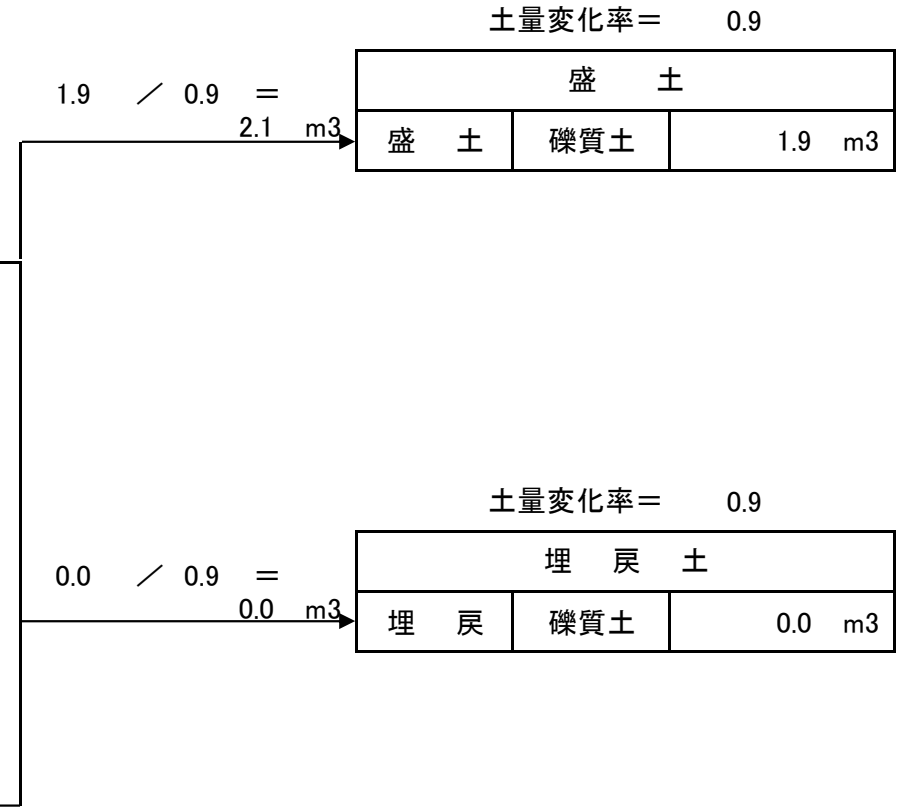 土量変化率＝ 0.9
盛 土
1.9 ／ 0.9 ＝
2.1 m3
盛 土 礫質土 1.9 m3
土量変化率＝ 0.9
埋 戻 土
0.0 ／ 0.9 ＝
0.0 m3
埋 戻 礫質土 0.0 m3